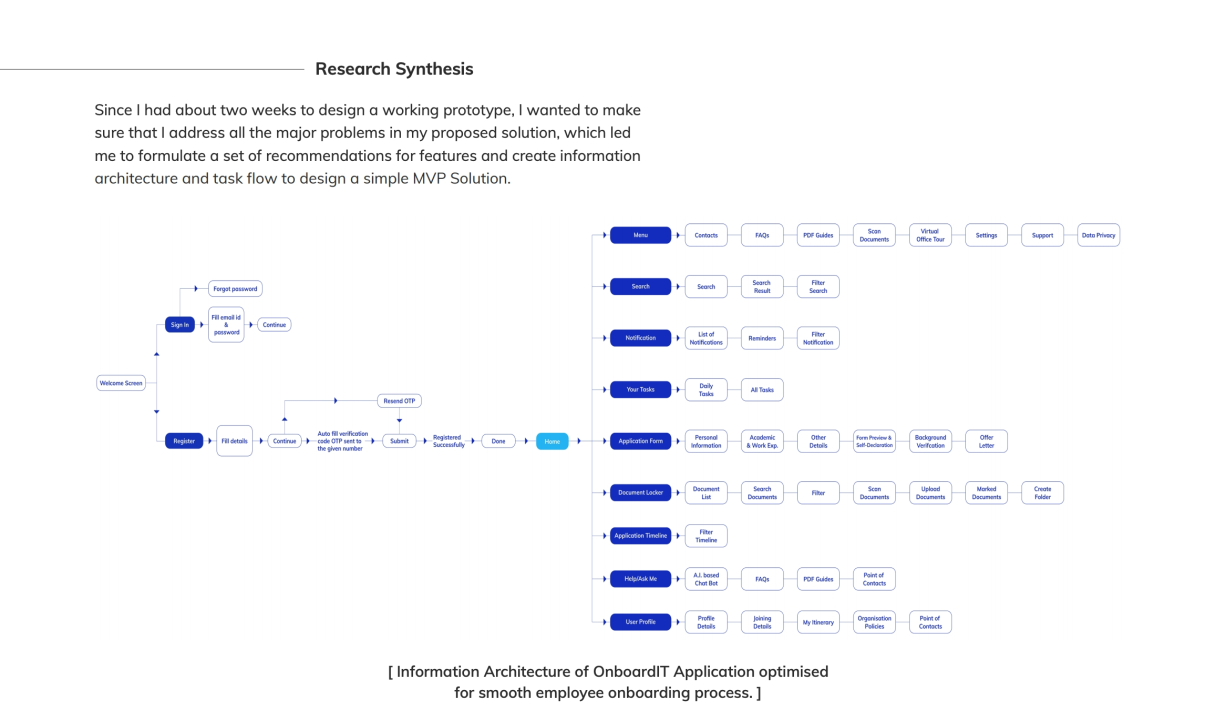 Research Synthesis
Since I had about two weeks to design a working prototype, I wanted to make
sure that I address all the major problems in my proposed solution, which led
me to formulate a set of recommendations for features and create information
architecture and task flow to design a simple MVP Solution.
Welcome Screen
Sign In
Forgot password
Fill email id
&
password
Continue
Register
Fill details
Continue
Auto fill verification
code OTP sent to
the given number
Resend OTP
Submit
Registered
Successfully
Done
Home
Menu
Contacts
FAQs
PDF Guides
Scan
Documents
Virtual
Office Tour
Settings
Support
Data Privacy
Search
Search
Search
Result
Filter
Search
Notification
List of
Notifications
Reminders
Filter
Notification
Your Tasks
Daily
Tasks
All Tasks
Application Form
Personal
Information
Academic
& Work Exp.
Other
Details
Form Preview &
Self-Declaration
Background
Verifcation
Offer
Letter
Document Locker
Document
List
Search
Documents
Filter
Scan
Documents
Upload
Documents
Marked
Documents
Create
Folder
Application Timeline
Filter
Timeline
Help/Ask Me
A.I. based
Chat Bot
FAQs
PDF Guides
Point of
Contacts
User Profile
Profile
Details
Joining
Details
My Itinerary
Organisation
Policies
Point of
Contacts
[ Information Architecture of OnboardIT Application optimised
for smooth employee onboarding process. ]